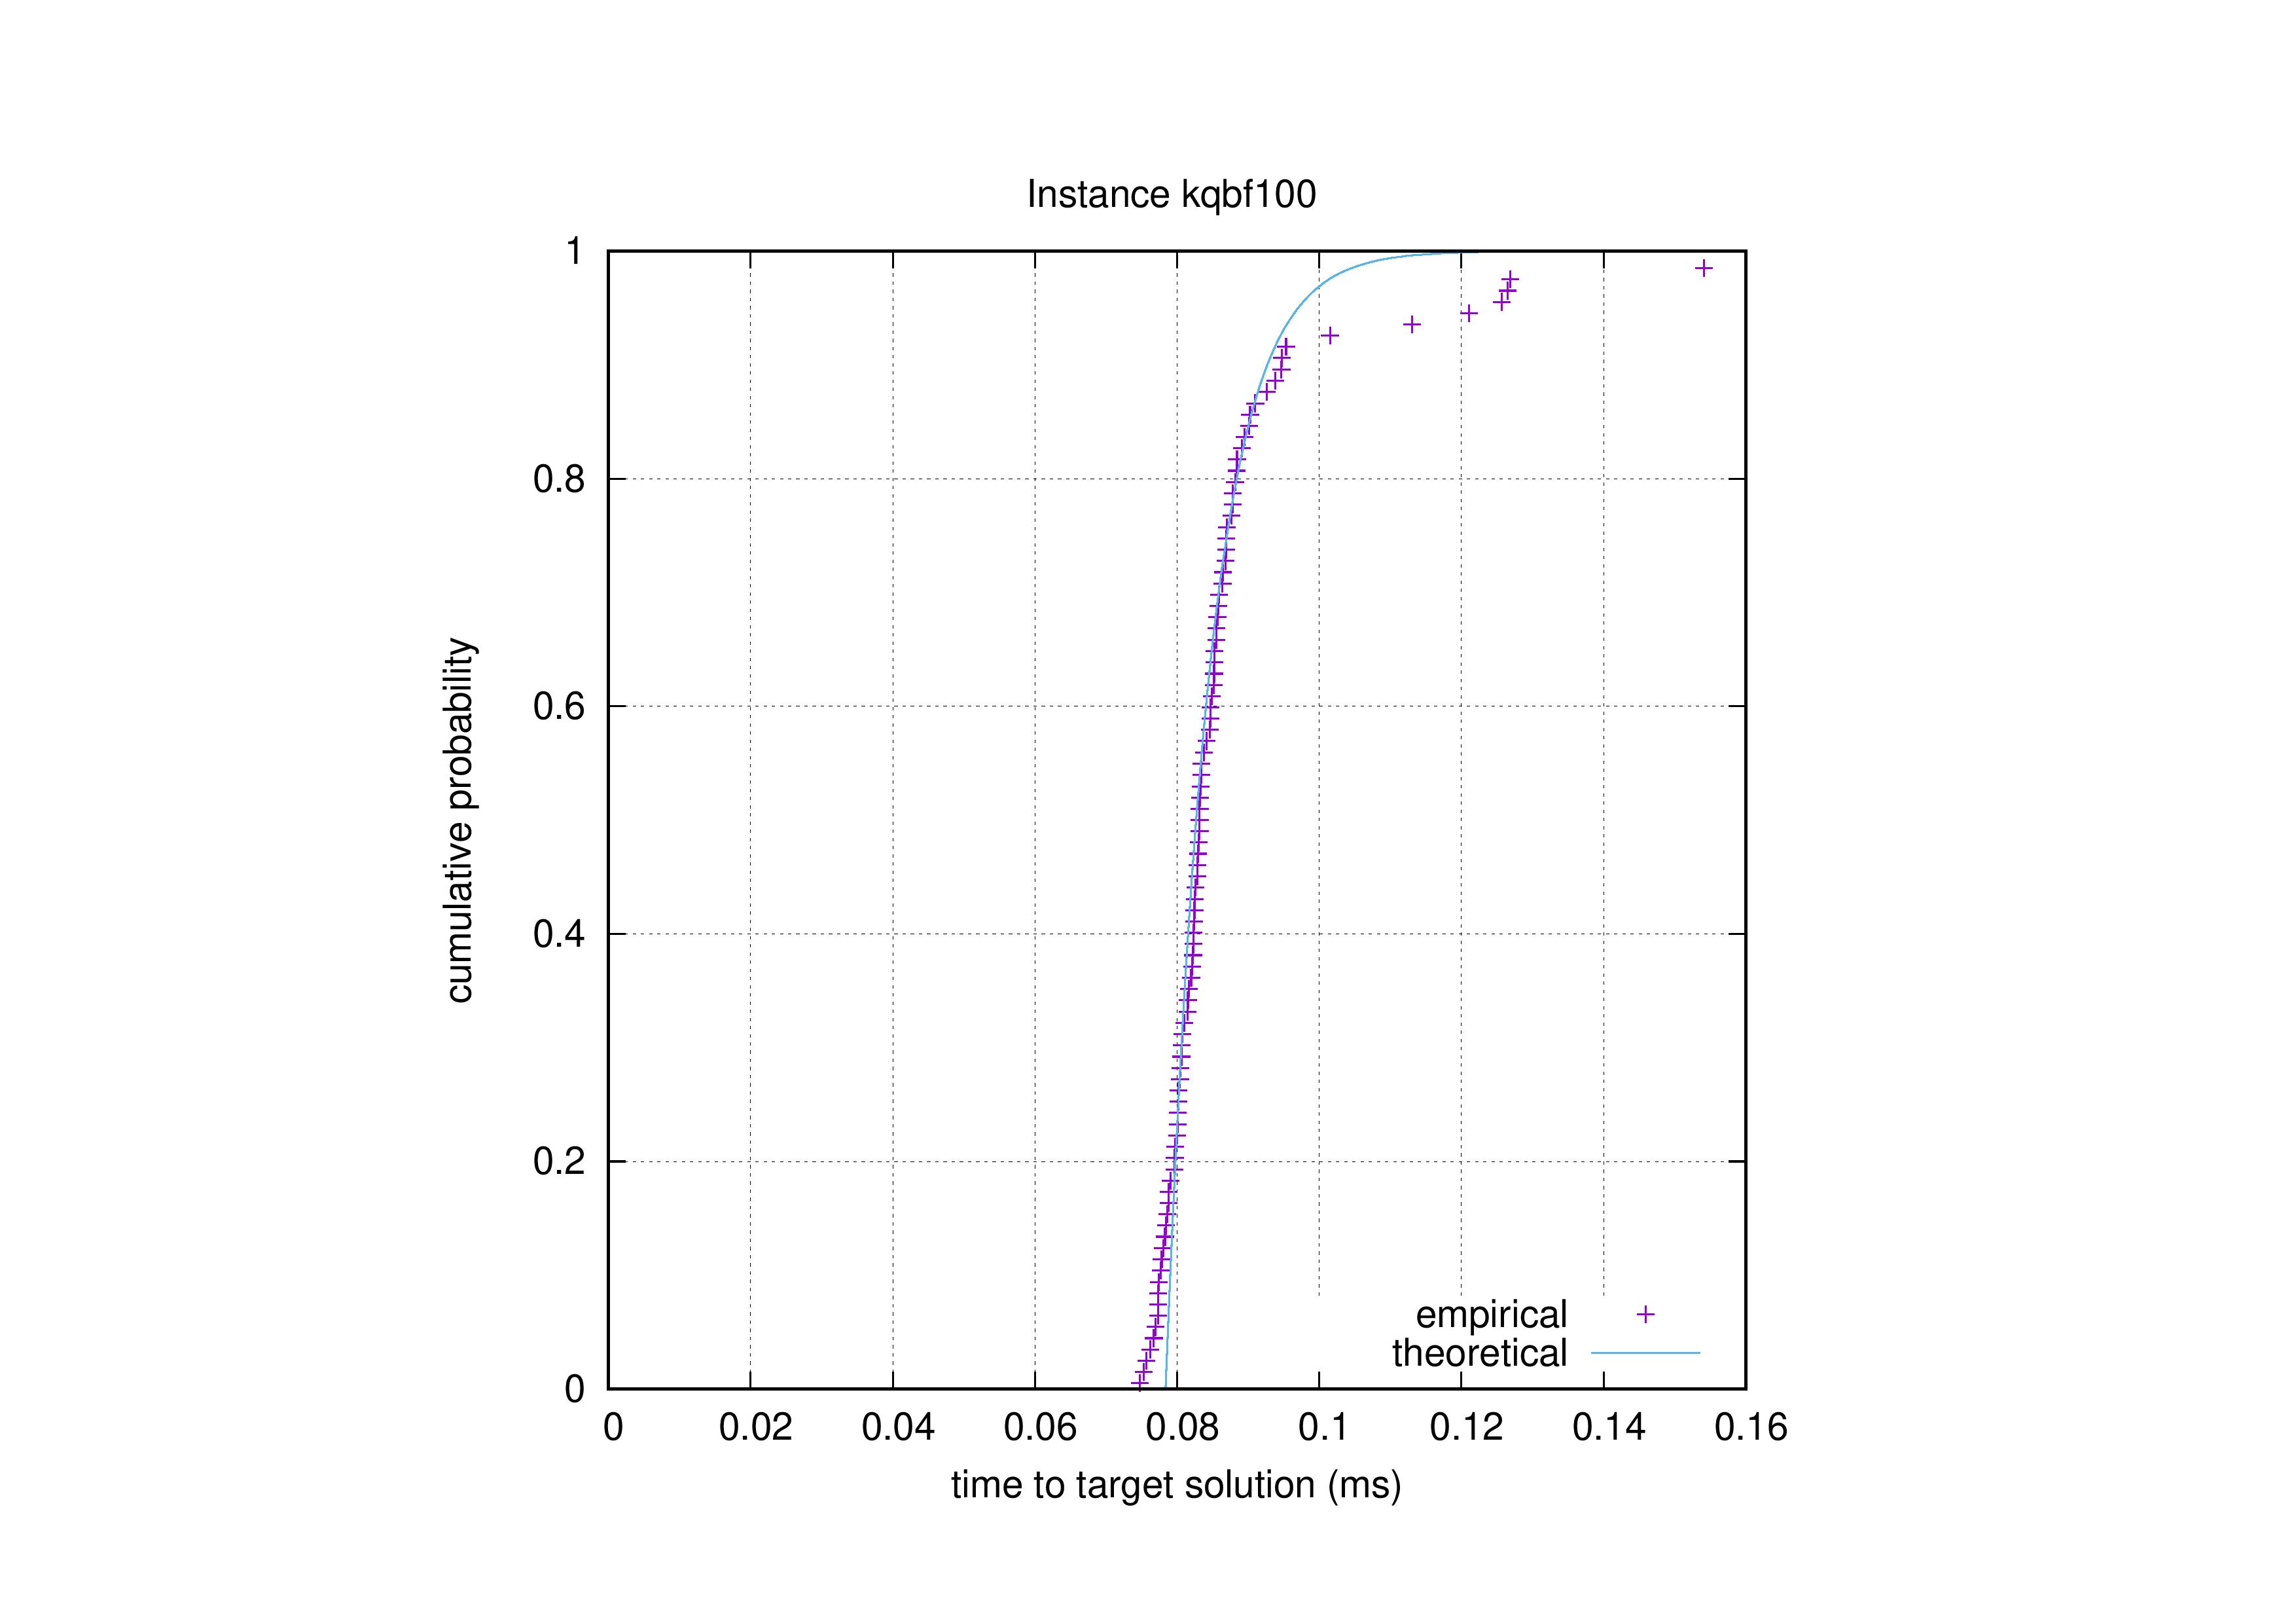 Instance kqbf100
1
0.8
0.6
0.4
0.2
0
cumulative probability
empirical
theoretical
0 0.02 0.04 0.06 0.08 0.1 0.12 0.14 0.16
time to target solution (ms)